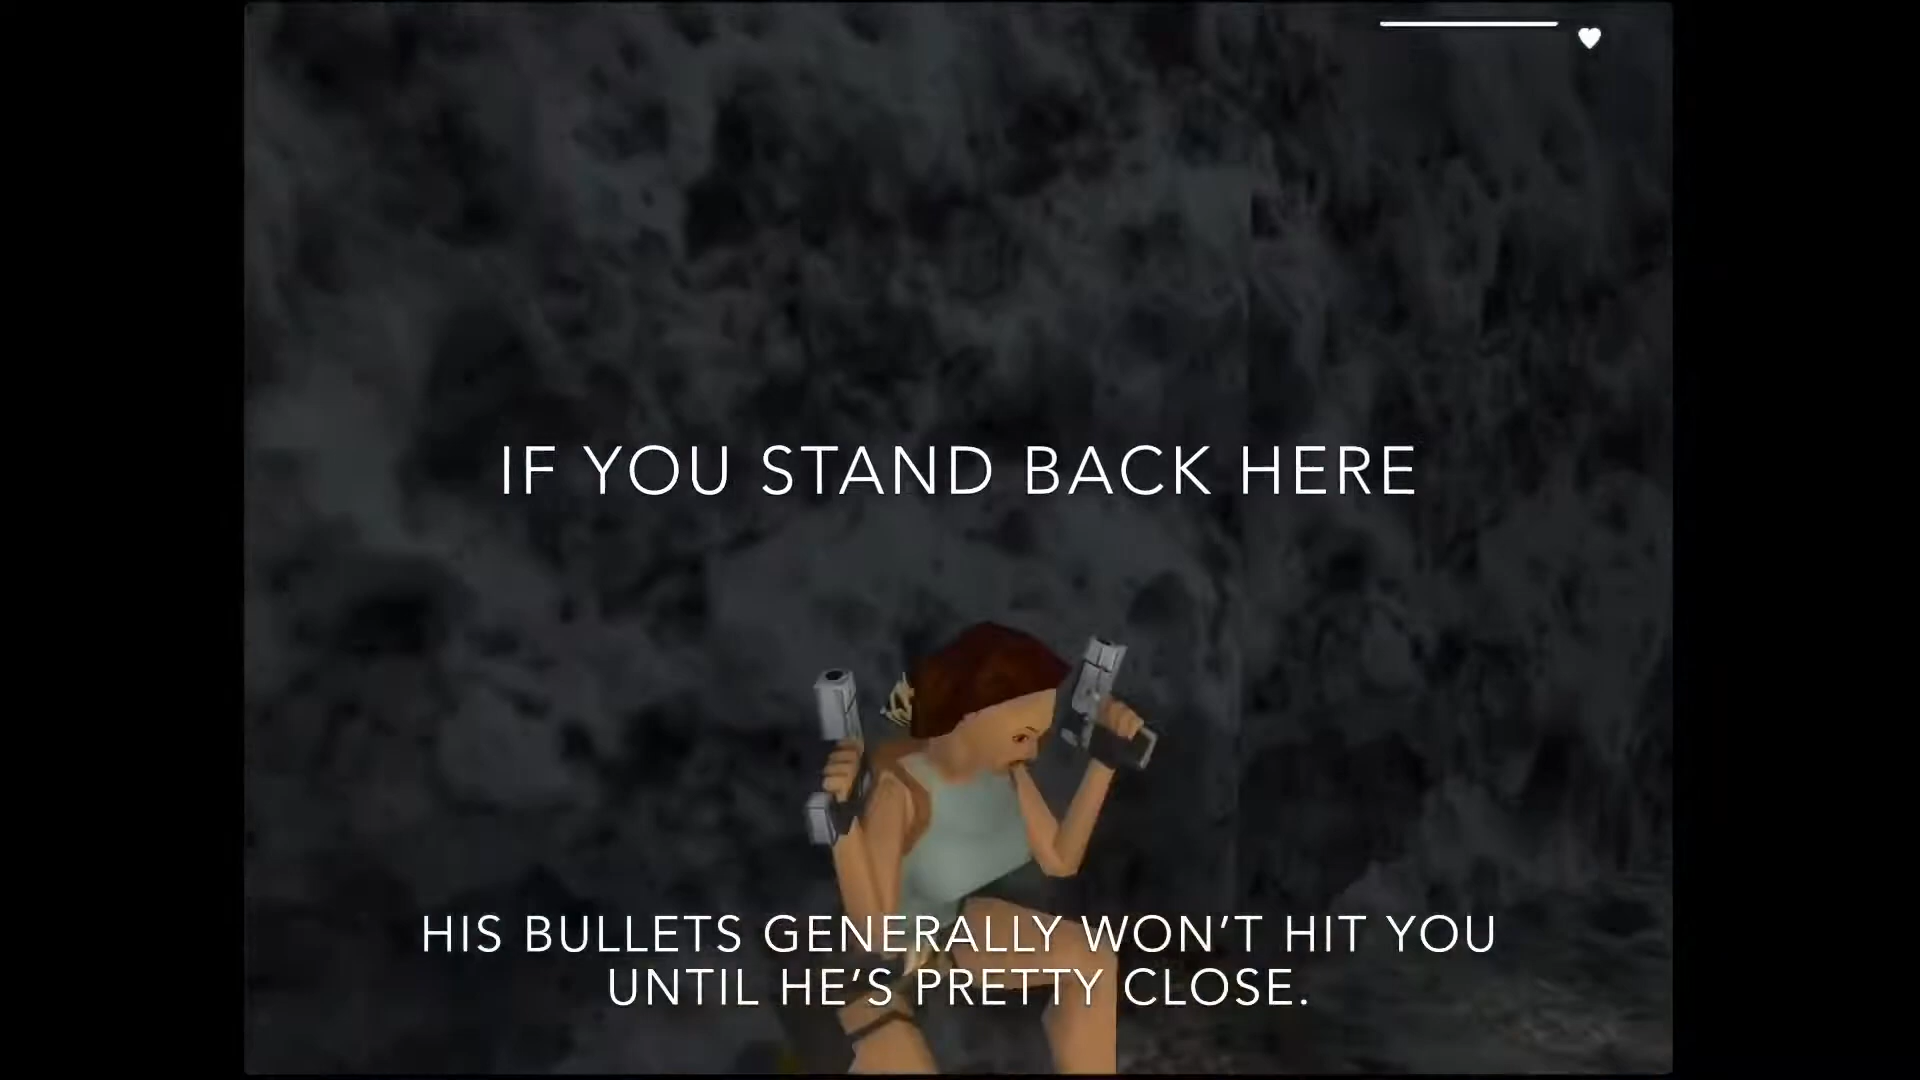 IF YOU STAND BACK HERE
HIS BULLETS GENERALLY WON'T HIT YOU
UNTIL HE'S PRETTY CLOSE.